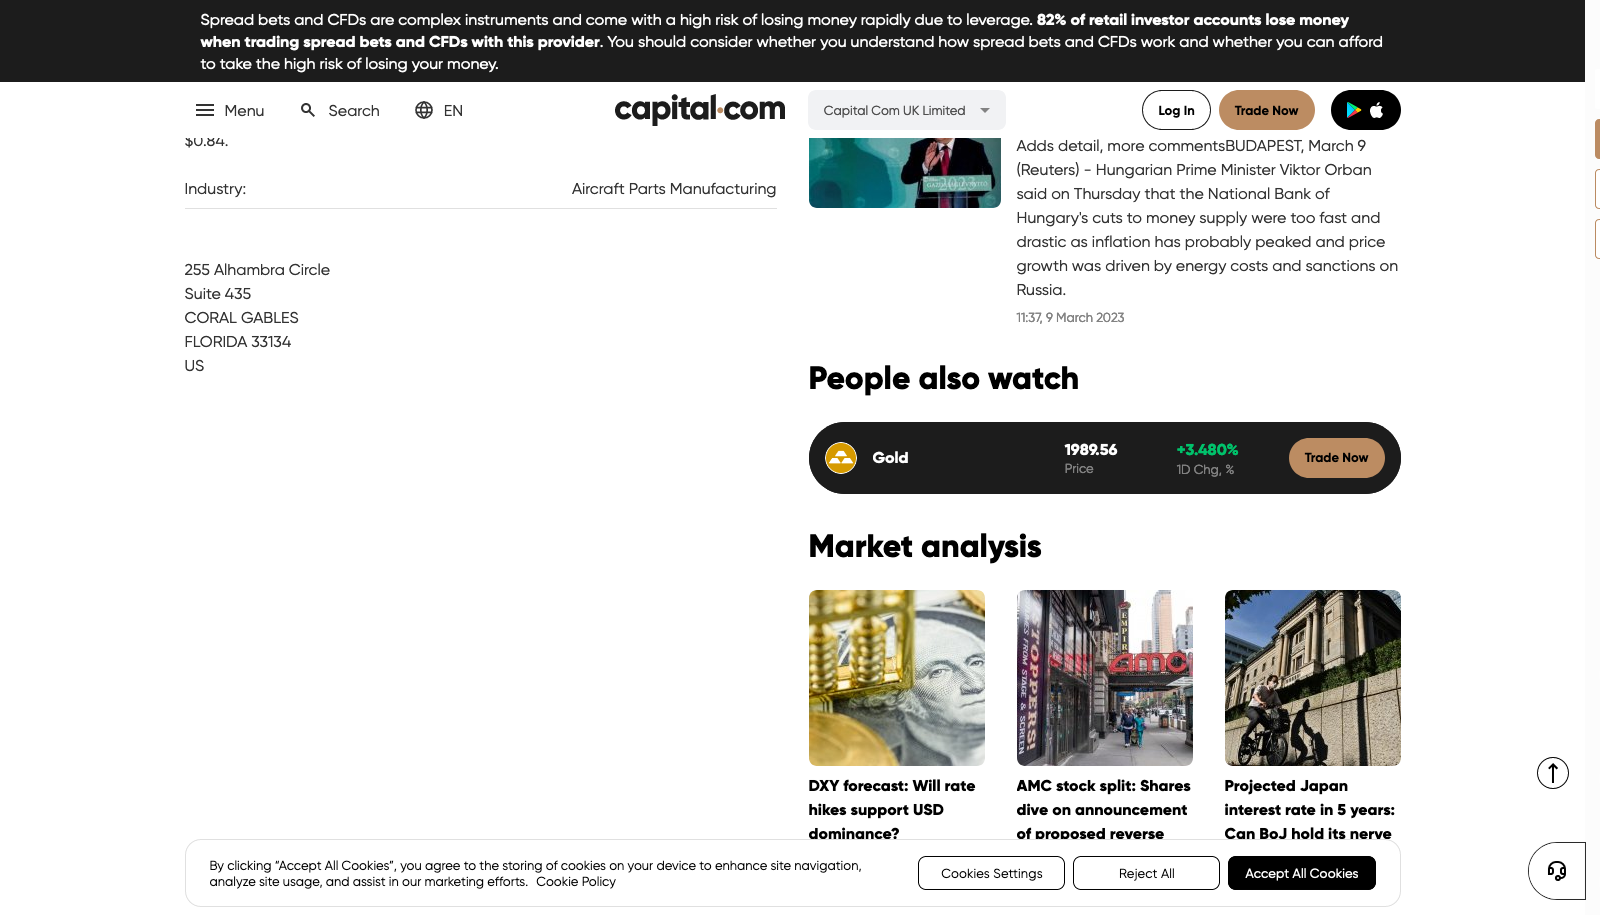 Spread bets and CFDs are complex instruments and come with a high risk of losing money rapidly due to leverage. 82% of retail investor accounts lose money
when trading spread bets and CFDs with this provider. You should consider whether you understand how spread bets and CFDs work and whether you can afford
to take the high risk of losing your money.
Menu
Search
EN
capital.com
Capital Com UK Limited
Log In
Trade Now
$0.84.
Industry:
Aircraft Parts Manufacturing
255 Alhambra Circle
Suite 435
CORAL GABLES
FLORIDA 33134
US
Adds detail, more commentsBUDAPEST, March 9
(Reuters) - Hungarian Prime Minister Viktor Orban
said on Thursday that the National Bank of
Hungary's cuts to money supply were too fast and
drastic as inflation has probably peaked and price
growth was driven by energy costs and sanctions on
Russia.
11:37, 9 March 2023
People also watch
Gold
1989.56
Price
+3.480%
1D Chg, %
Trade Now
Market analysis
EMPIRE
amc
TOPPERS!
DXY forecast: Will rate
hikes support USD
dominance?
AMC stock split: Shares
dive on announcement
of proposed reverse
Projected Japan
interest rate in 5 years:
Can BoJ hold its nerve
By clicking “Accept All Cookies”, you agree to the storing of cookies on your device to enhance site navigation,
analyze site usage, and assist in our marketing efforts. Cookie Policy
Cookies Settings
Reject All
Accept All Cookies